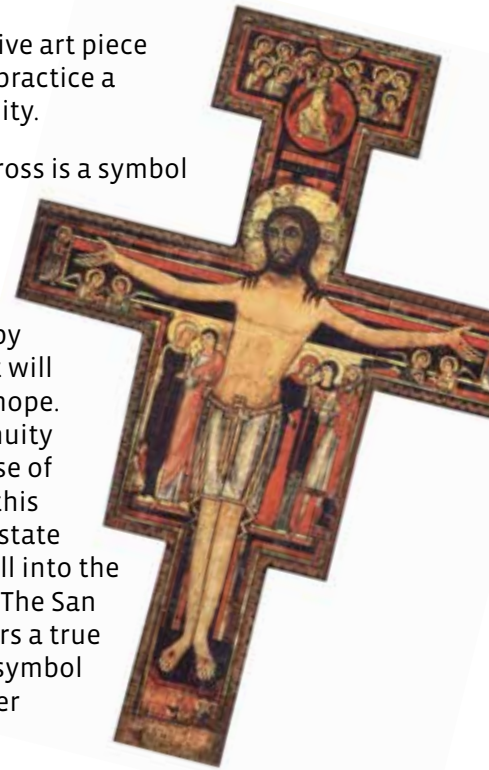 ive art piece
practice a
ity.
ross is a symbol
by
will
hope.
nuity
se of
this
state
ll into the
The San
rs a true
symbol
er